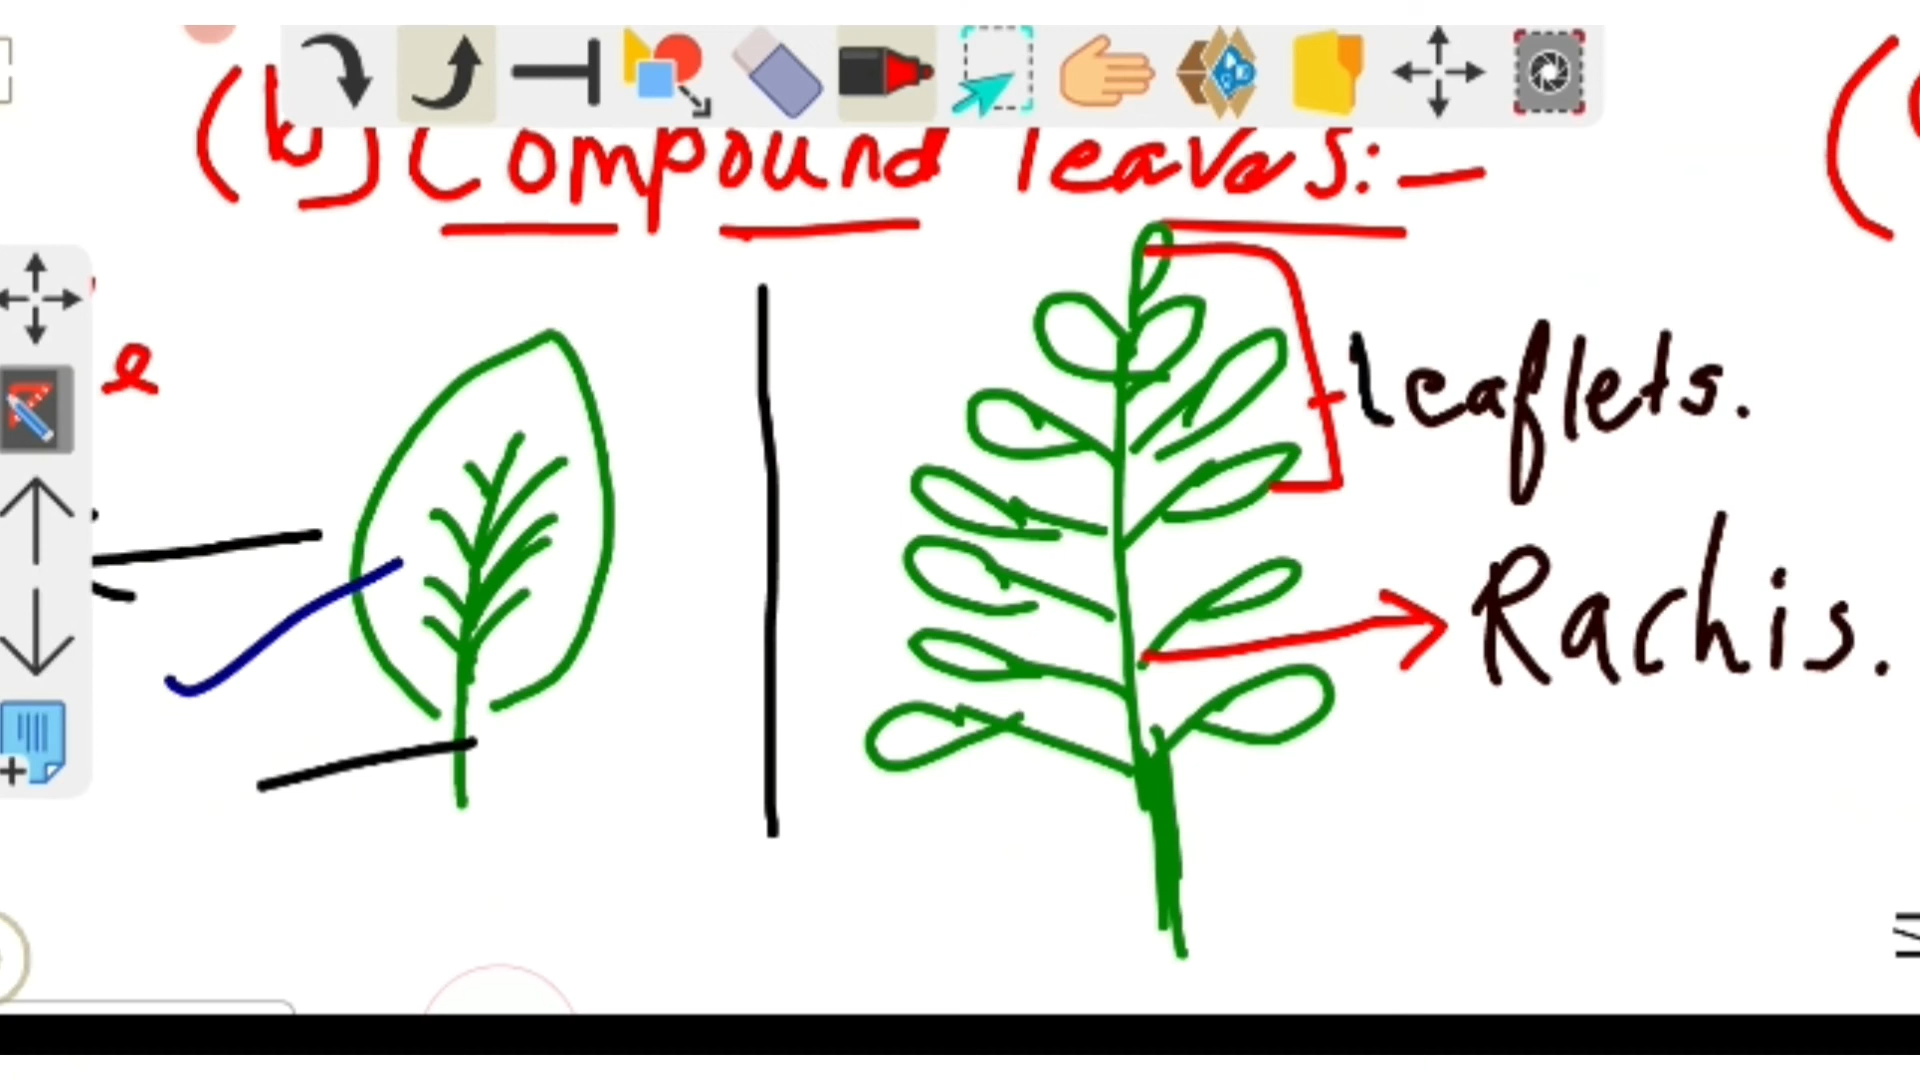 (b) Compound leaves:-
e
leaflets.
Rachis.